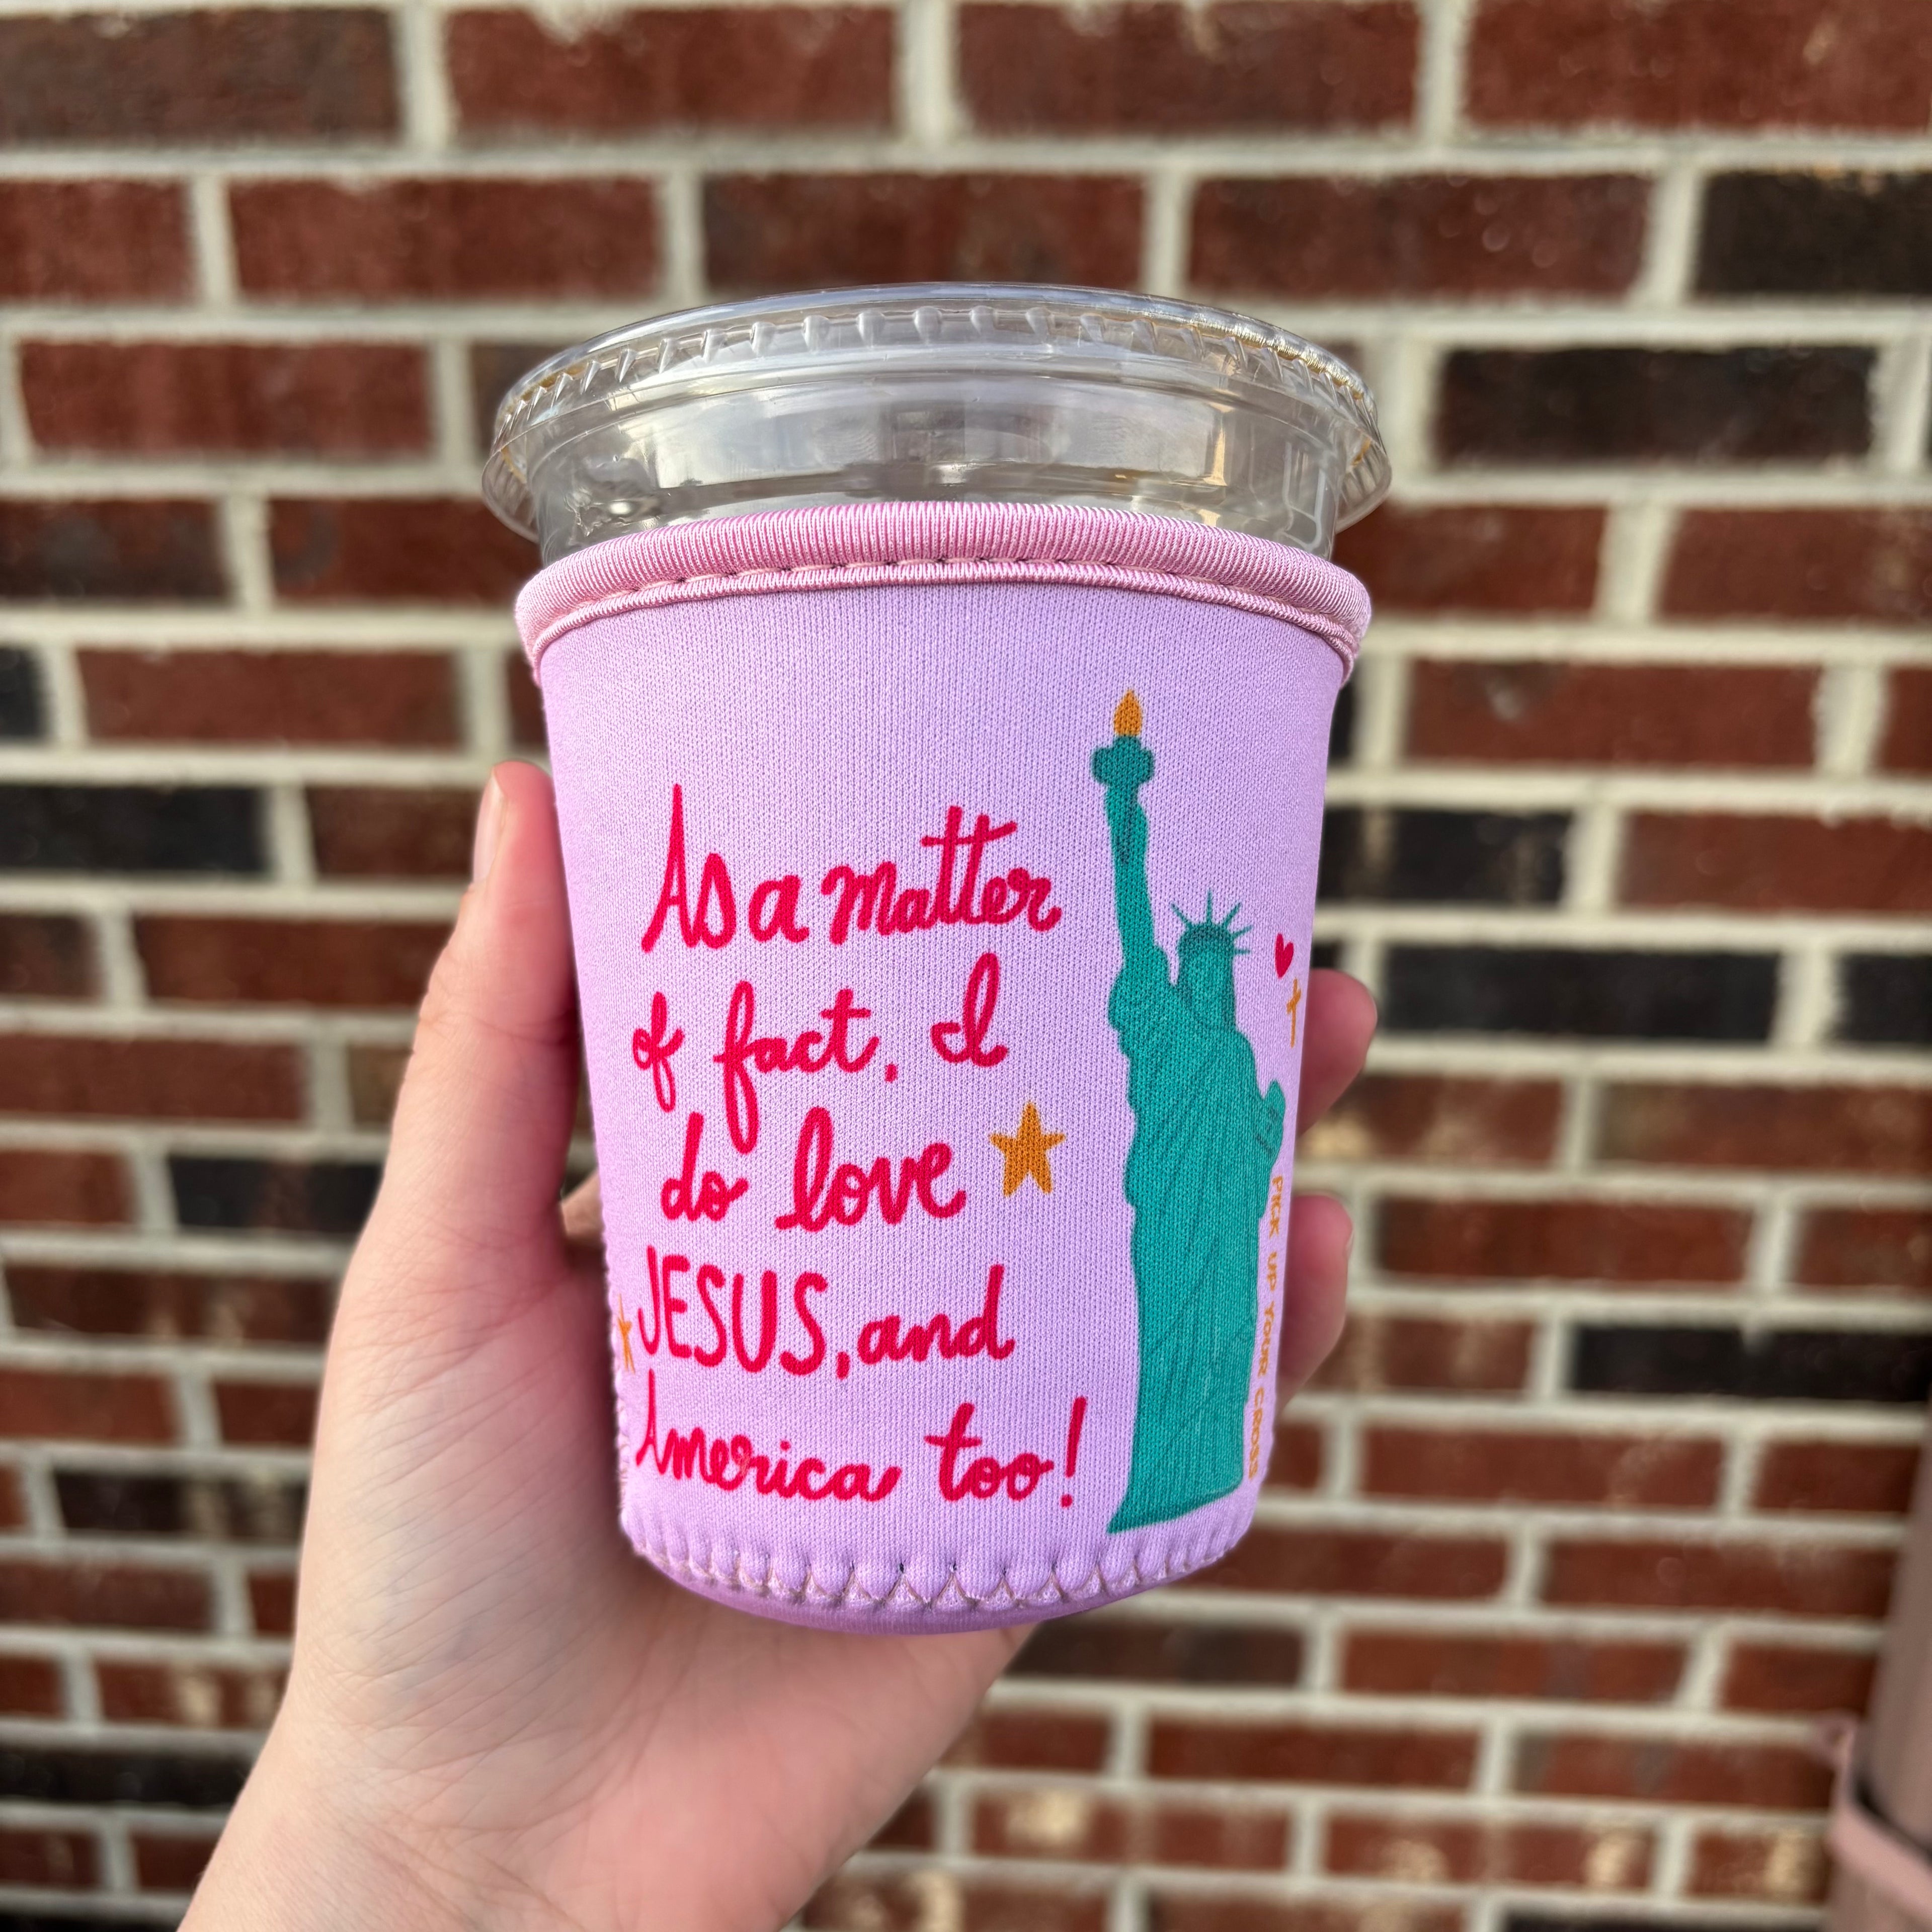 As a matter
of fact, I
do love
JESUS, and
America too!
PICK UP YOUR CROSS